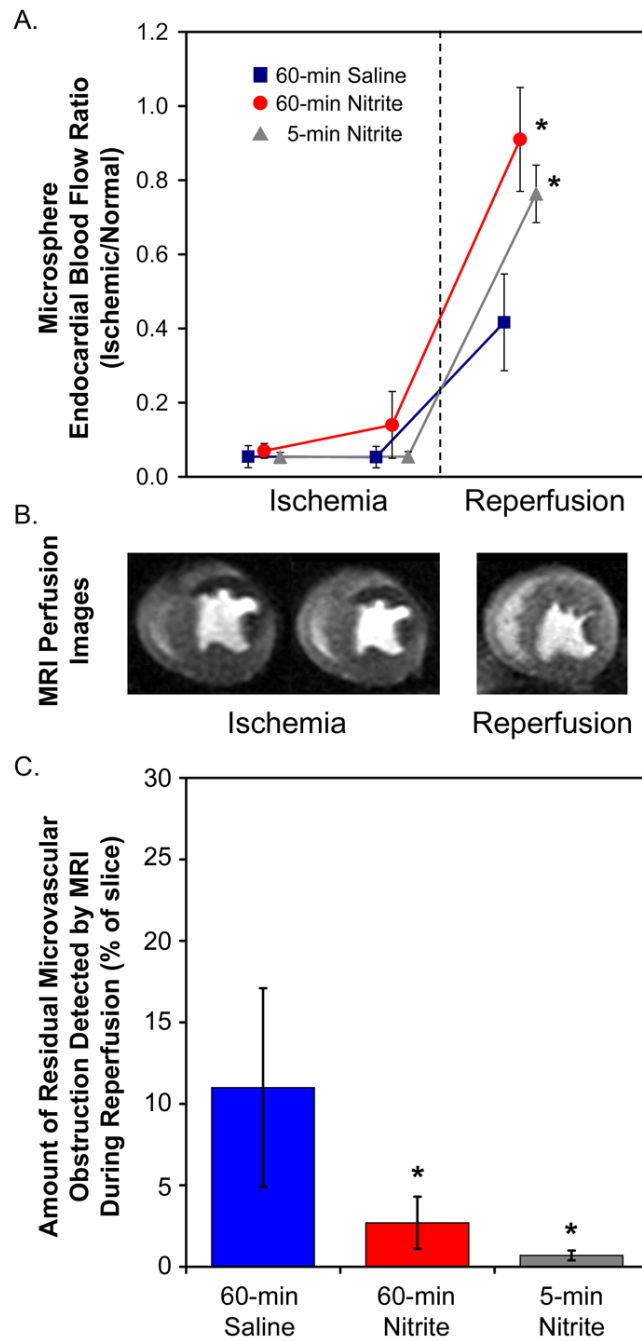 A.
1.2
1.0
0.8
0.6
0.4
0.2
0.0
Microsphere
Endocardial Blood Flow Ratio
(Ischemic/Normal)
60-min Saline
60-min Nitrite
5-min Nitrite
*
*
Ischemia Reperfusion
B.
MRI Perfusion
Images
Ischemia Reperfusion
C.
Amount of Residual Microvascular
Obstruction Detected by MRI
During Reperfusion (% of slice)
30
25
20
15
10
5
0
*
*
60-min 60-min 5-min
Saline Nitrite Nitrite